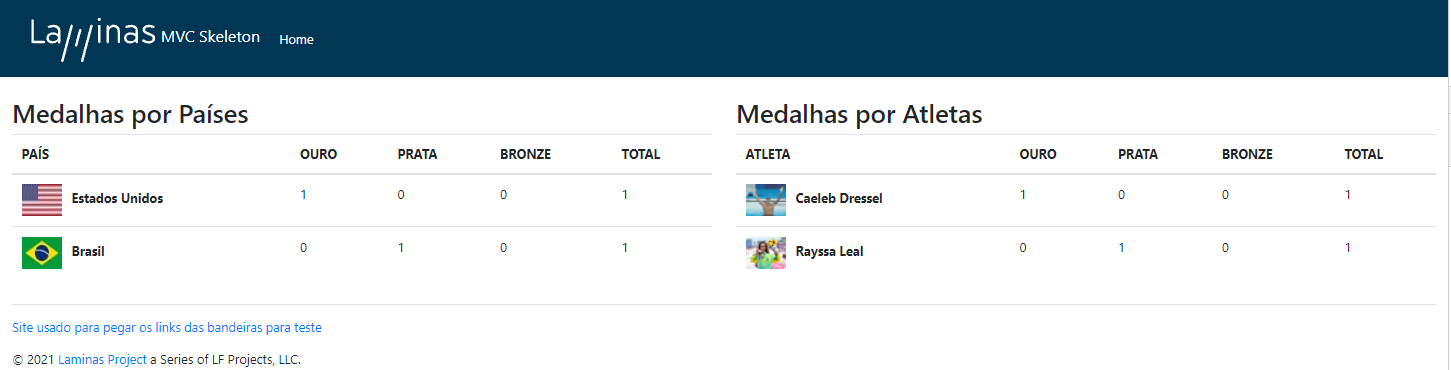 Laminas MVC Skeleton Home
Medalhas por Países
PAÍS OURO PRATA BRONZE TOTAL
Estados Unidos 1 0 0 1
Brasil 0 1 0 1
Medalhas por Atletas
ATLETA OURO PRATA BRONZE TOTAL
Caeleb Dressel 1 0 0 1
Rayssa Leal 0 1 0 1
Site usado para pegar os links das bandeiras para teste
© 2021 Laminas Project a Series of LF Projects, LLC.